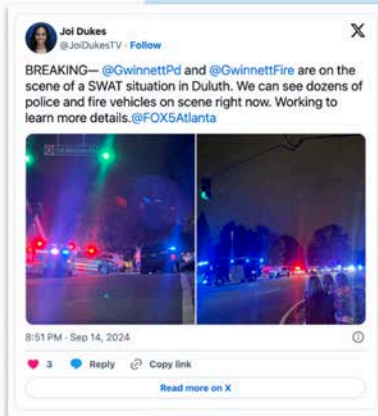 Joi Dukes
@JoiDukesTV · Follow
BREAKING— @GwinnettPd and @GwinnettFire are on the
scene of a SWAT situation in Duluth. We can see dozens of
police and fire vehicles on scene right now. Working to
learn more details.@FOX5Atlanta
8:51 PM · Sep 14, 2024
3 Reply Copy link
Read more on X